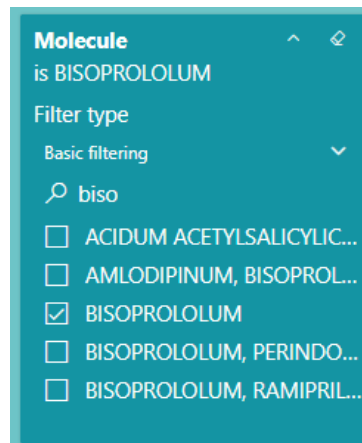 Molecule
is BISOPROLOLUM
Filter type
Basic filtering
biso
ACIDUM ACETYLSALICYLIC...
AMLODIPINUM, BISOPROL...
BISOPROLOLUM
BISOPROLOLUM, PERINDO...
BISOPROLOLUM, RAMIPRIL...